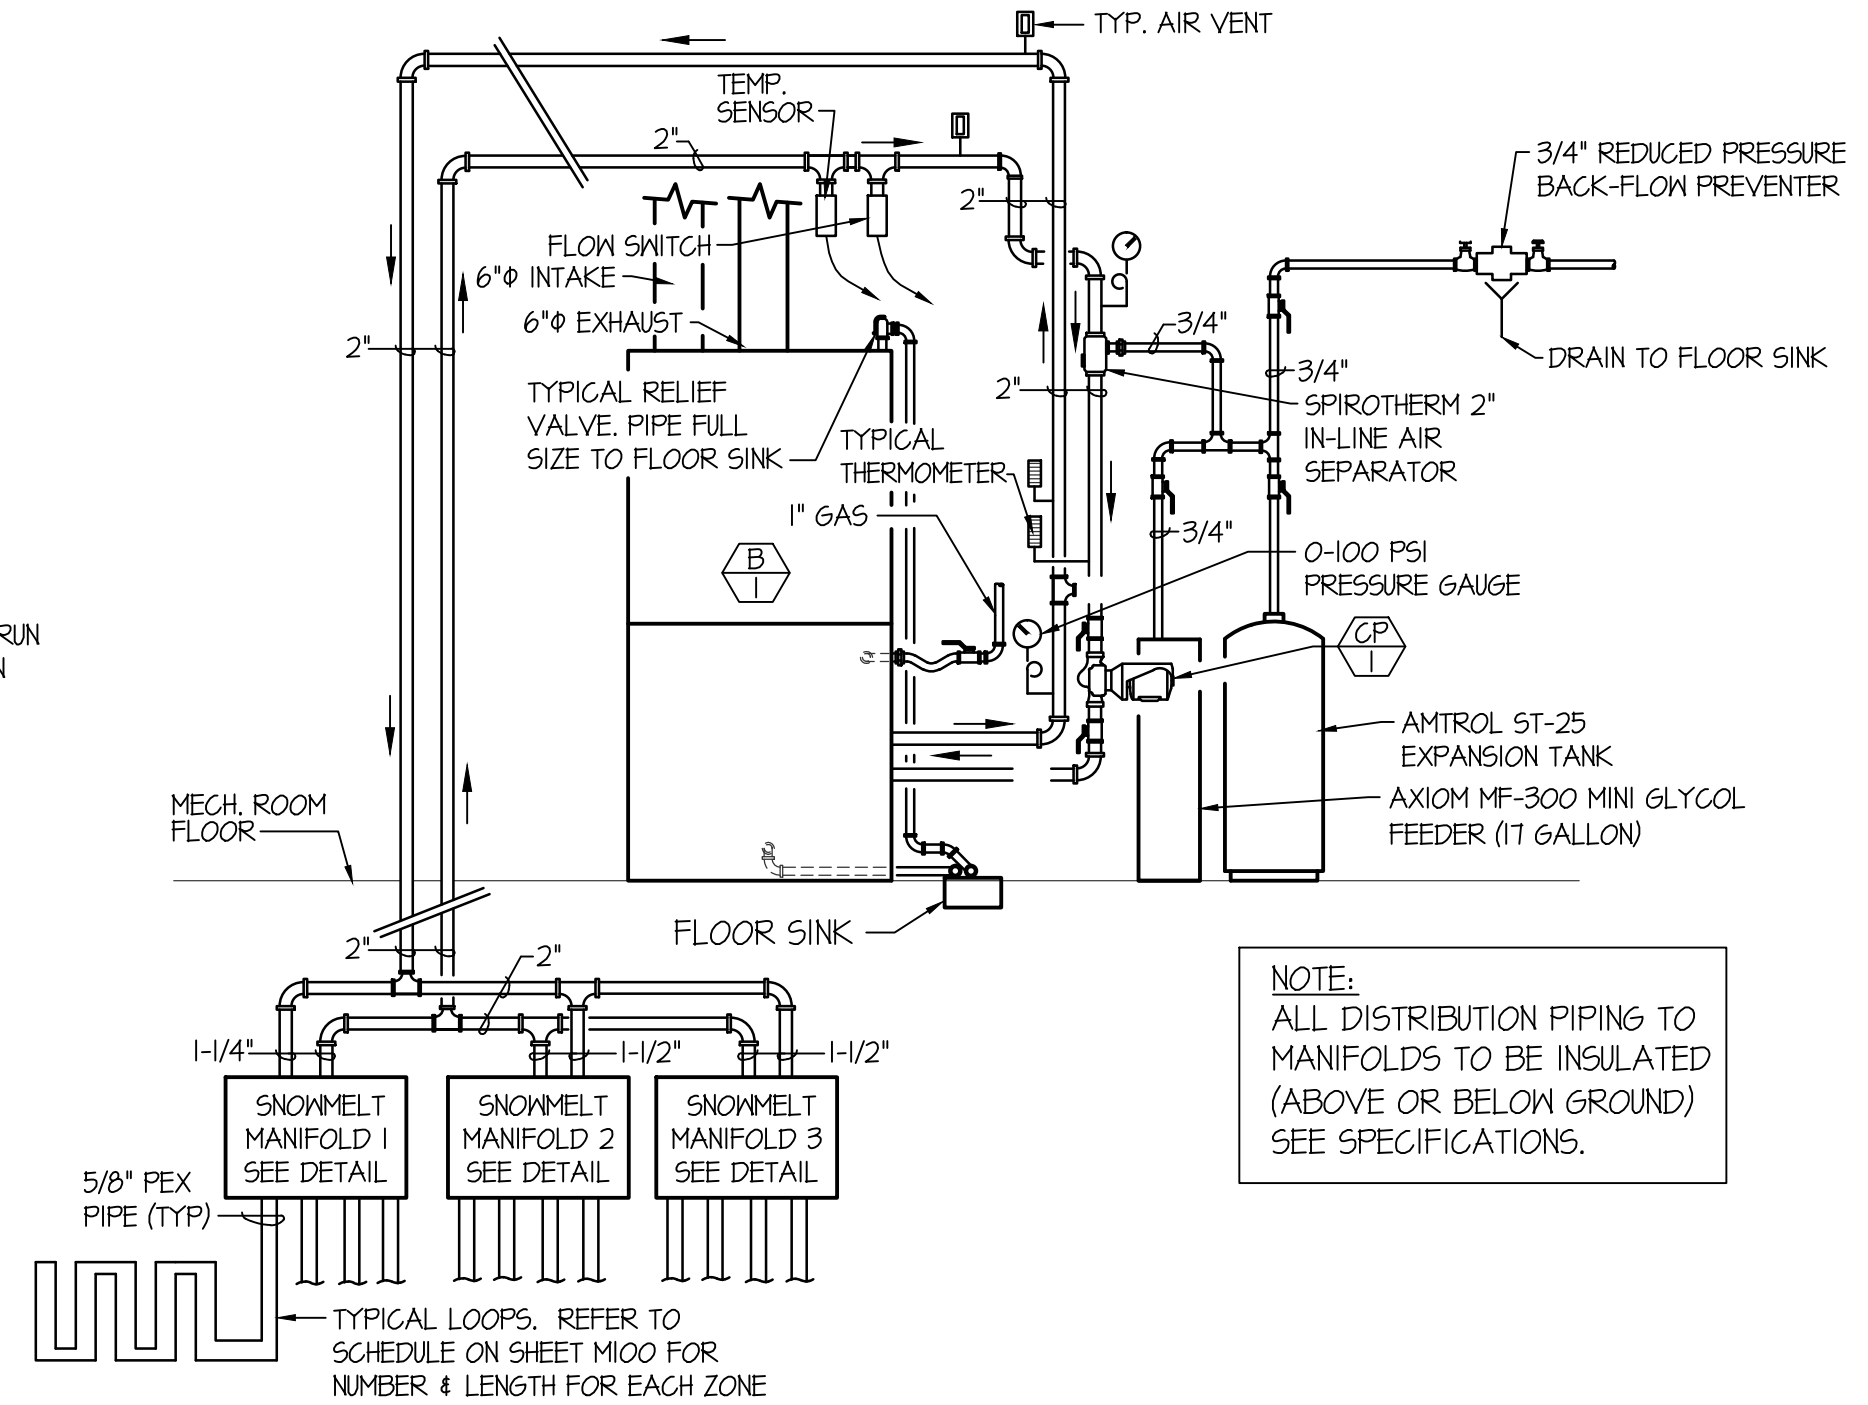 TYP. AIR VENT
TEMP.
SENSOR
2"
3/4" REDUCED PRESSURE
BACK-FLOW PREVENTER
2"
FLOW SWITCH
6"Φ INTAKE
6"Φ EXHAUST
2"
3/4"
DRAIN TO FLOOR SINK
3/4"
TYPICAL RELIEF
VALVE. PIPE FULL
SIZE TO FLOOR SINK
2"
SPIROTHERM 2"
IN-LINE AIR
SEPARATOR
TYPICAL
THERMOMETER
1" GAS
3/4"
B
1
0-100 PSI
PRESSURE GAUGE
RUN
N
CP
1
AMTROL ST-25
EXPANSION TANK
MECH. ROOM
FLOOR
AXIOM MF-300 MINI GLYCOL
FEEDER (17 GALLON)
FLOOR SINK
2"
2"
NOTE:
ALL DISTRIBUTION PIPING TO
MANIFOLDS TO BE INSULATED
(ABOVE OR BELOW GROUND)
SEE SPECIFICATIONS.
1-1/4"
1-1/2"
1-1/2"
SNOWMELT
MANIFOLD 1
SEE DETAIL
SNOWMELT
MANIFOLD 2
SEE DETAIL
SNOWMELT
MANIFOLD 3
SEE DETAIL
5/8" PEX
PIPE (TYP)
TYPICAL LOOPS. REFER TO
SCHEDULE ON SHEET M100 FOR
NUMBER & LENGTH FOR EACH ZONE